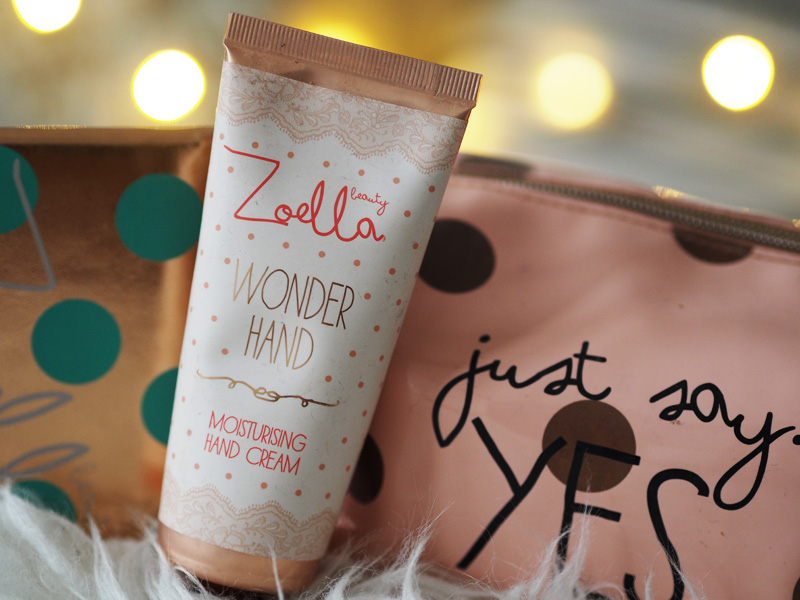 Zoella beauty
WONDER
HAND
MOISTURISING
HAND CREAM
just say
YES